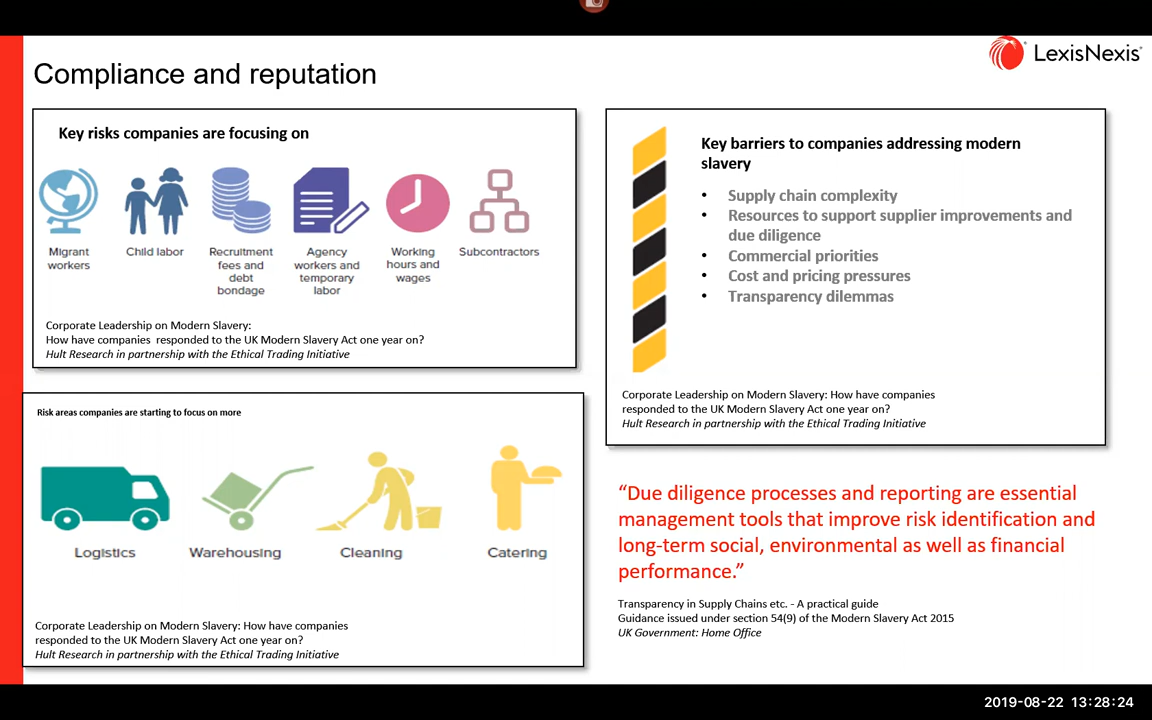 LexisNexis®
Compliance and reputation
Key risks companies are focusing on
Migrant
workers
Child labor
Recruitment
fees and
debt
bondage
Agency
workers and
temporary
labor
Working
hours and
wages
Subcontractors
Corporate Leadership on Modern Slavery:
How have companies responded to the UK Modern Slavery Act one year on?
Hult Research in partnership with the Ethical Trading Initiative
Risk areas companies are starting to focus on more
Logistics
Warehousing
Cleaning
Catering
Corporate Leadership on Modern Slavery: How have companies
responded to the UK Modern Slavery Act one year on?
Hult Research in partnership with the Ethical Trading Initiative
Key barriers to companies addressing modern
slavery
• Supply chain complexity
• Resources to support supplier improvements and
due diligence
• Commercial priorities
• Cost and pricing pressures
• Transparency dilemmas
Corporate Leadership on Modern Slavery: How have companies
responded to the UK Modern Slavery Act one year on?
Hult Research in partnership with the Ethical Trading Initiative
“Due diligence processes and reporting are essential
management tools that improve risk identification and
long-term social, environmental as well as financial
performance.”
Transparency in Supply Chains etc. - A practical guide
Guidance issued under section 54(9) of the Modern Slavery Act 2015
UK Government: Home Office
2019-08-22 13:28:24